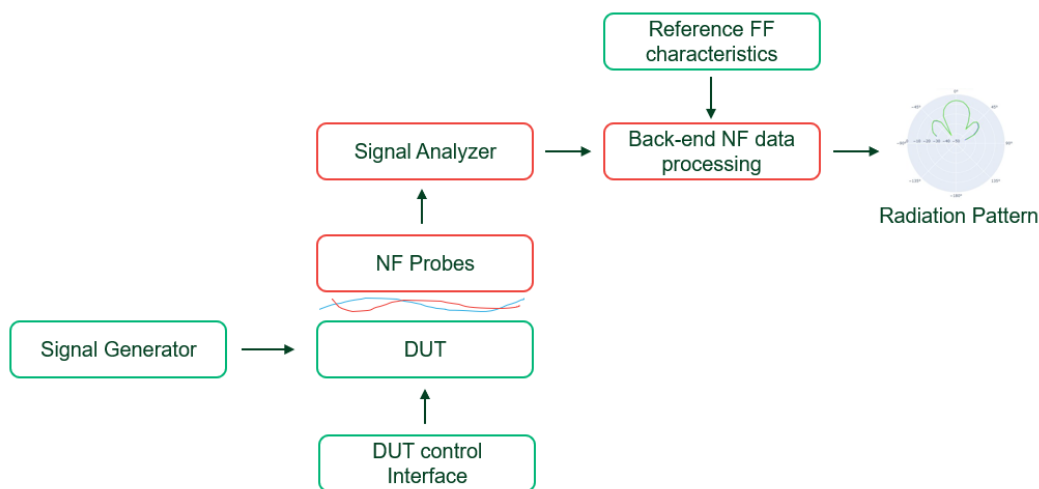 Reference FF
characteristics
Signal Analyzer
Back-end NF data
processing
0°
Radiation Pattern
NF Probes
Signal Generator
DUT
DUT control
Interface